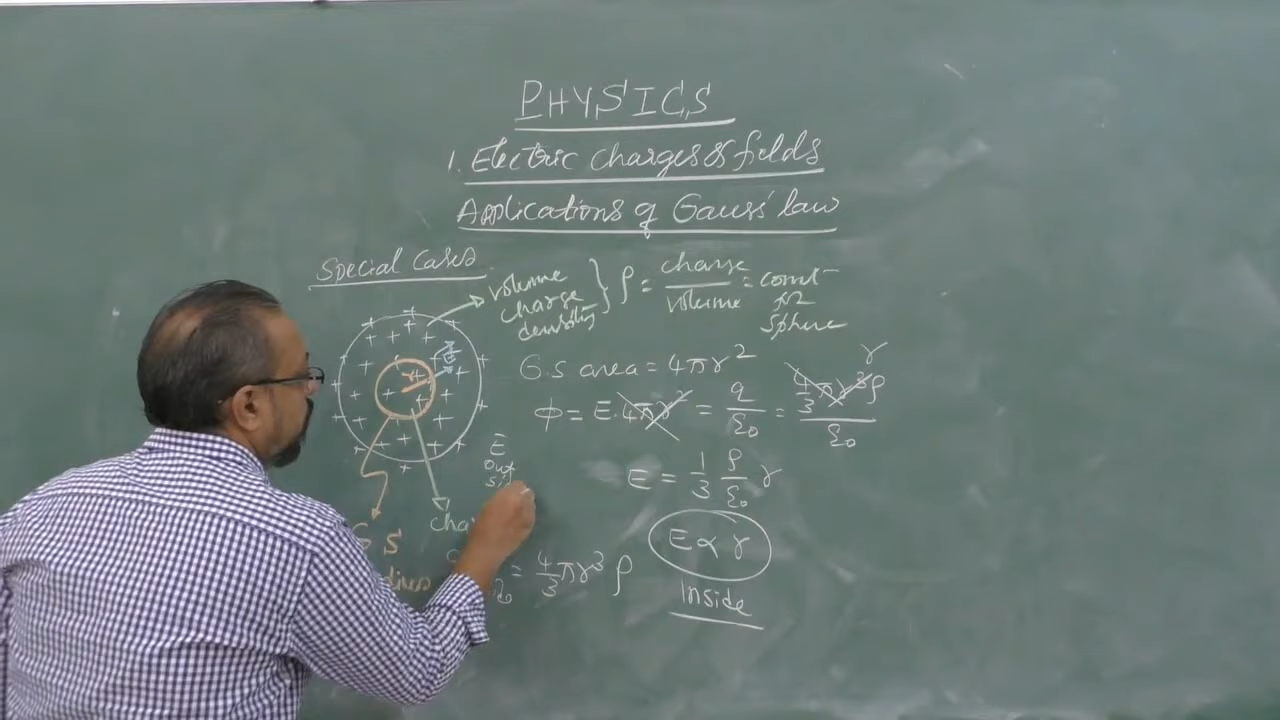 PHYSICS
1. Electric charges & fields
Applications of Gauss' law
Special Cases
volume
charge
density } ρ = charge / volume = const
for
Sphere
G.S area = 4πr²
φ = E.4πr² = q/ε₀ = 4/3 πr³ρ / ε₀
r
E = 1/3 ρ/ε₀ r
E ∝ r
Inside
E
Out
r
G S
= 4/3 πr³ ρ